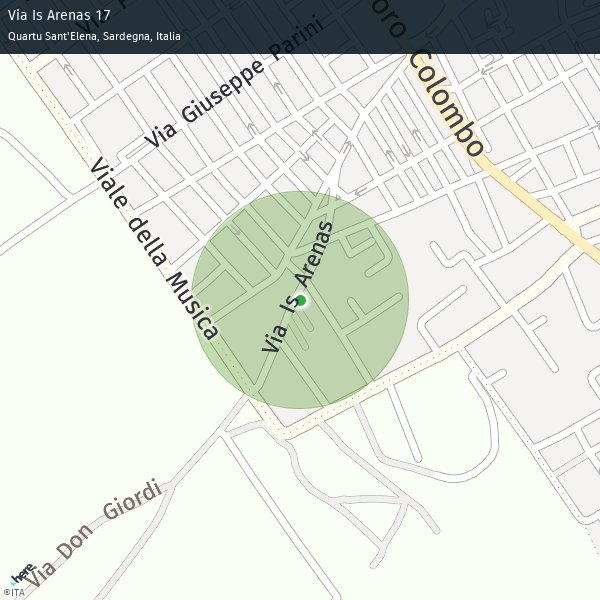 Via Is Arenas 17
Quartu Sant'Elena, Sardegna, Italia
Via Giuseppe Parini
Colombo
Viale della Musica
Via Is Arenas
Via Don Giordi
here
©ITA